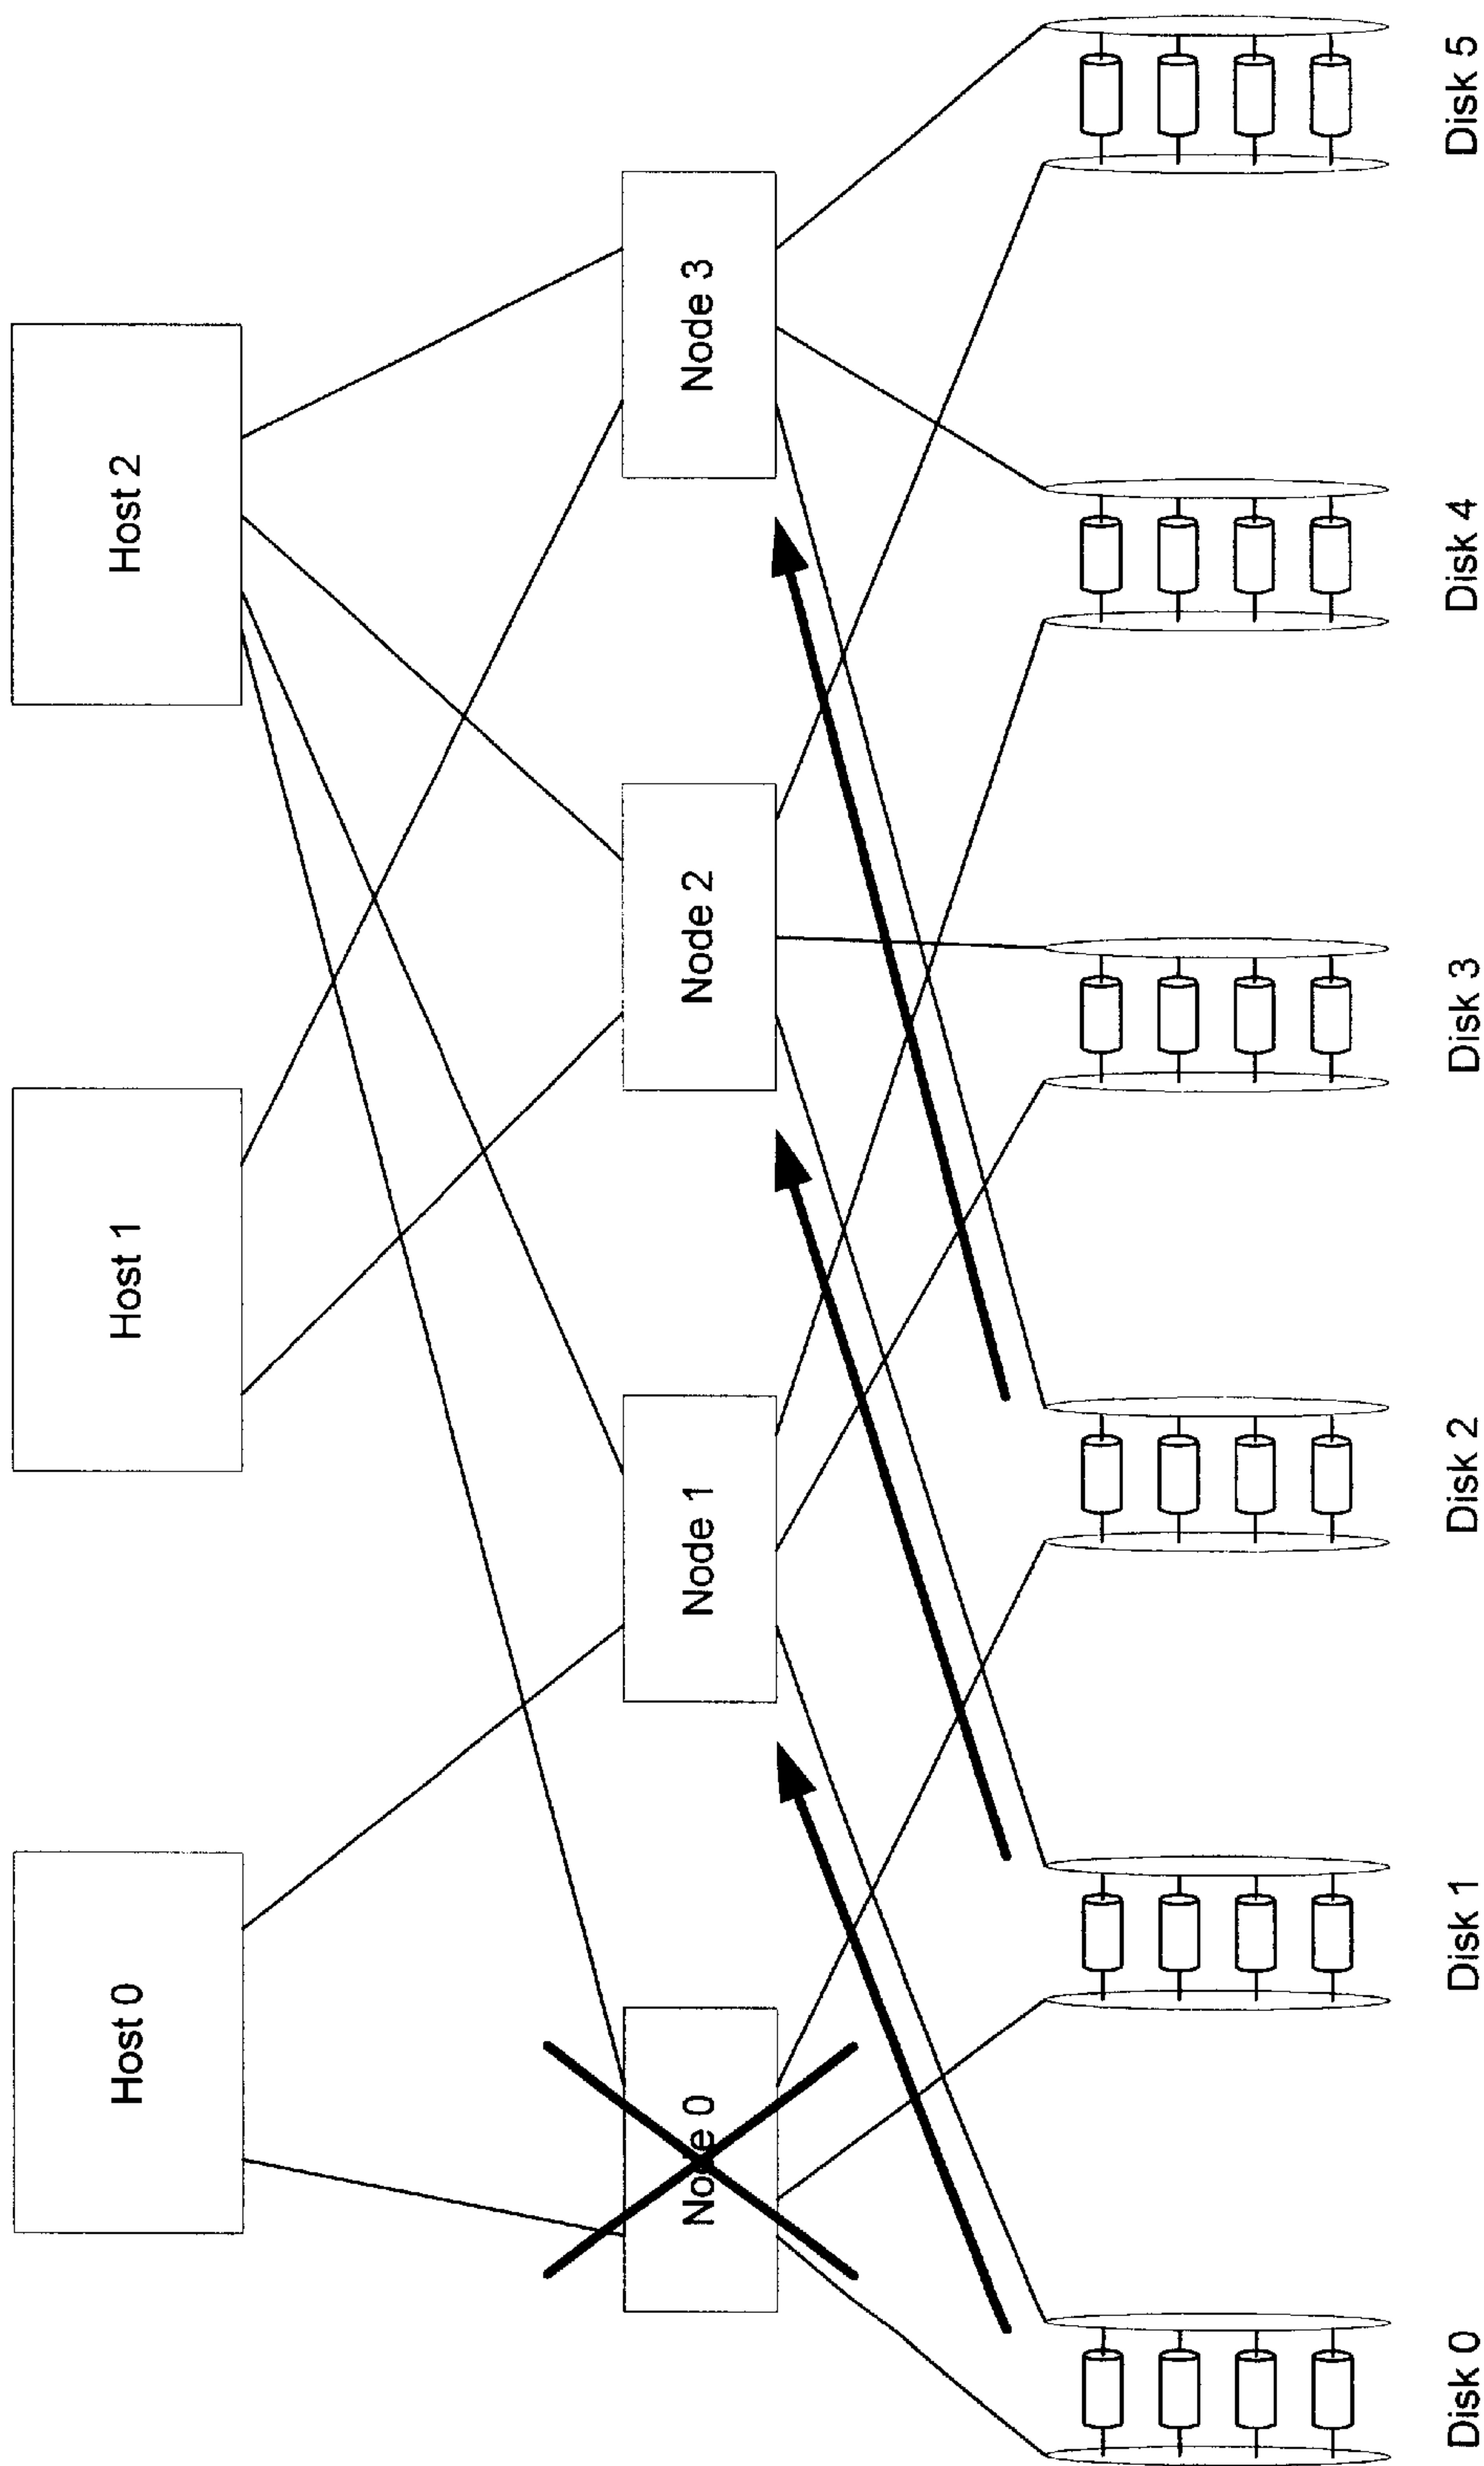 Host 0
Host 1
Host 2
Node 0
Node 1
Node 2
Node 3
Disk 0
Disk 1
Disk 2
Disk 3
Disk 4
Disk 5